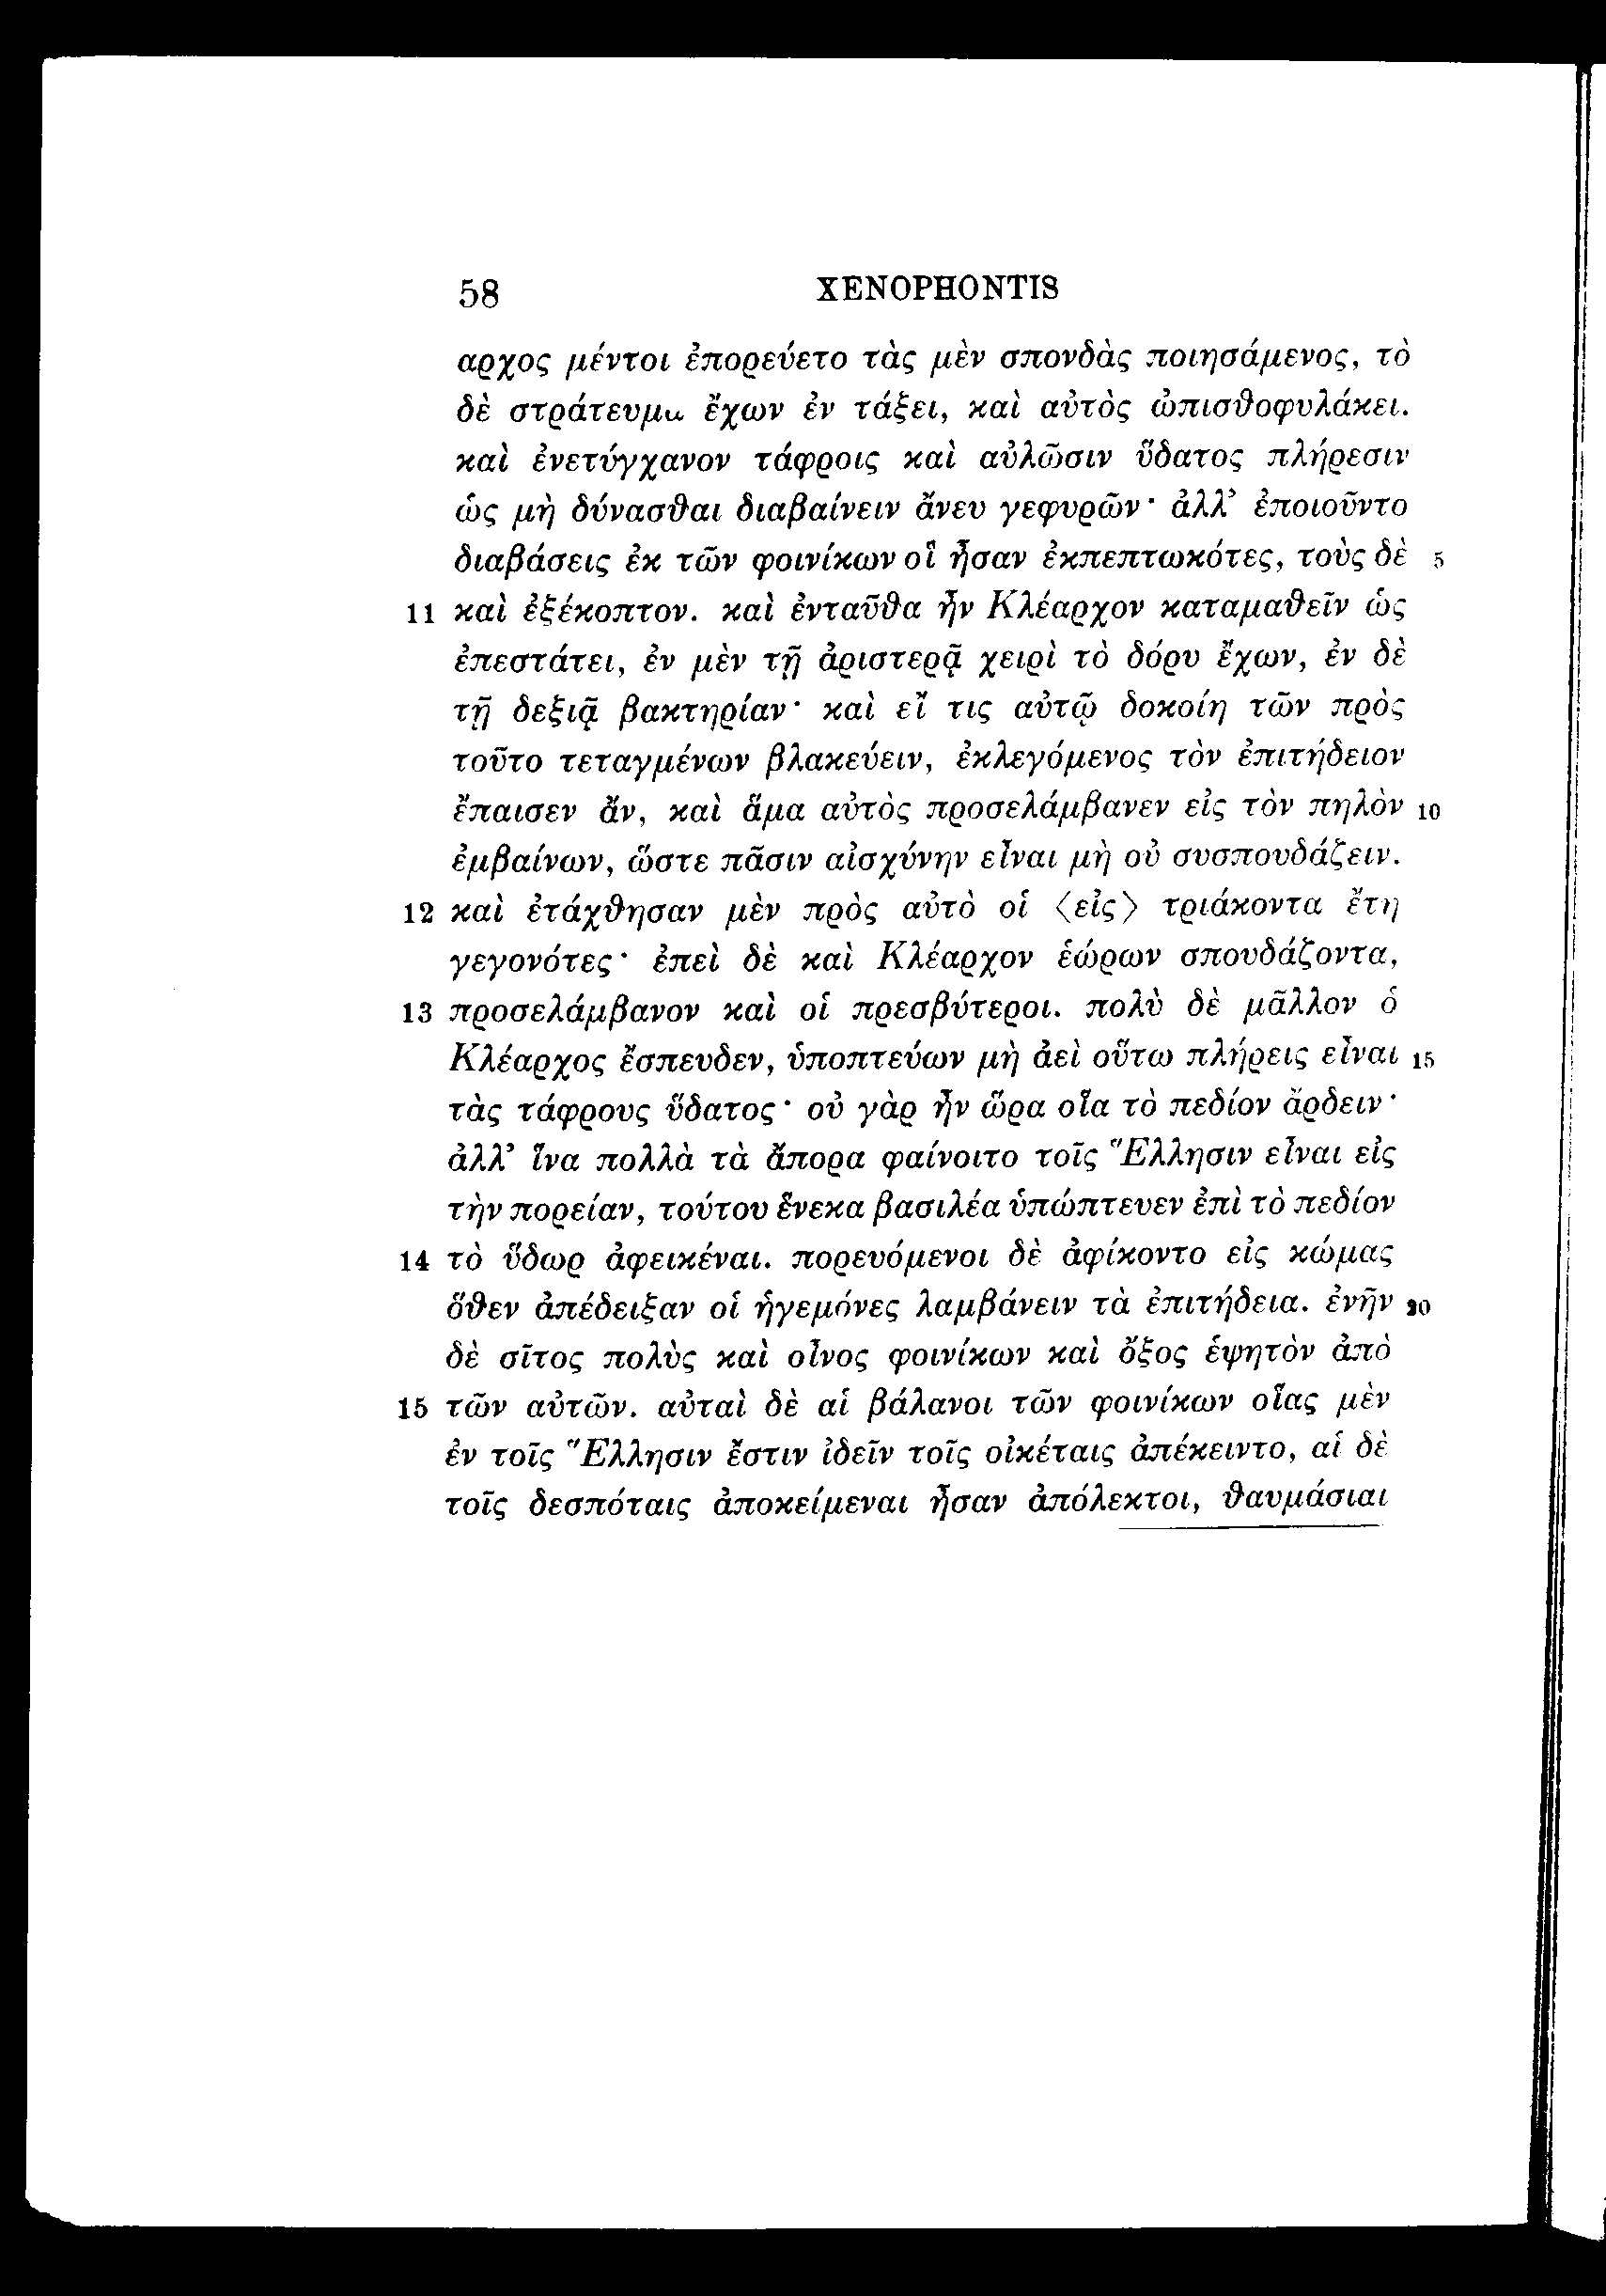 58 XENOPHONTIS
αρχος μέντοι ἐπορεύετο τὰς μὲν σπονδὰς ποιησάμενος, τὸ
δὲ στράτευμα ἔχων ἐν τάξει, καὶ αὐτὸς ὠπισθοφυλάκει.
καὶ ἐνετύγχανον τάφροις καὶ αὐλῶσιν ὕδατος πλήρεσιν
ὡς μὴ δύνασθαι διαβαίνειν ἄνευ γεφυρῶν· ἀλλ’ ἐποιοῦντο
διαβάσεις ἐκ τῶν φοινίκων οἳ ἦσαν ἐκπεπτωκότες, τοὺς δὲ 5
11 καὶ ἐξέκοπτον. καὶ ἐνταῦθα ἦν Κλέαρχον καταμαθεῖν ὡς
ἐπεστάτει, ἐν μὲν τῇ ἀριστερᾷ χειρὶ τὸ δόρυ ἔχων, ἐν δὲ
τῇ δεξιᾷ βακτηρίαν· καὶ εἴ τις αὐτῷ δοκοίη τῶν πρὸς
τοῦτο τεταγμένων βλακεύειν, ἐκλεγόμενος τὸν ἐπιτήδειον
ἔπαισεν ἄν, καὶ ἅμα αὐτὸς προσελάμβανεν εἰς τὸν πηλὸν 10
ἐμβαίνων, ὥστε πᾶσιν αἰσχύνην εἶναι μὴ οὐ συσπουδάζειν.
12 καὶ ἐτάχθησαν μὲν πρὸς αὐτὸ οἱ ⟨εἰς⟩ τριάκοντα ἔτη
γεγονότες· ἐπεὶ δὲ καὶ Κλέαρχον ἑώρων σπουδάζοντα,
13 προσελάμβανον καὶ οἱ πρεσβύτεροι. πολὺ δὲ μᾶλλον ὁ
Κλέαρχος ἔσπευδεν, ὑποπτεύων μὴ ἀεὶ οὕτω πλήρεις εἶναι 15
τὰς τάφρους ὕδατος· οὐ γὰρ ἦν ὥρα οἵα τὸ πεδίον ἄρδειν·
ἀλλ’ ἵνα πολλὰ τὰ ἄπορα φαίνοιτο τοῖς Ἕλλησιν εἶναι εἰς
τὴν πορείαν, τούτου ἕνεκα βασιλέα ὑπώπτευεν ἐπὶ τὸ πεδίον
14 τὸ ὕδωρ ἀφεικέναι. πορευόμενοι δὲ ἀφίκοντο εἰς κώμας
ὅθεν ἀπέδειξαν οἱ ἡγεμόνες λαμβάνειν τὰ ἐπιτήδεια. ἐνῆν 20
δὲ σῖτος πολὺς καὶ οἶνος φοινίκων καὶ ὄξος ἑψητὸν ἀπὸ
15 τῶν αὐτῶν. αὐταὶ δὲ αἱ βάλανοι τῶν φοινίκων οἵας μὲν
ἐν τοῖς Ἕλλησιν ἔστιν ἰδεῖν τοῖς οἰκέταις ἀπέκειντο, αἱ δὲ
τοῖς δεσπόταις ἀποκείμεναι ἦσαν ἀπόλεκτοι, θαυμάσιαι